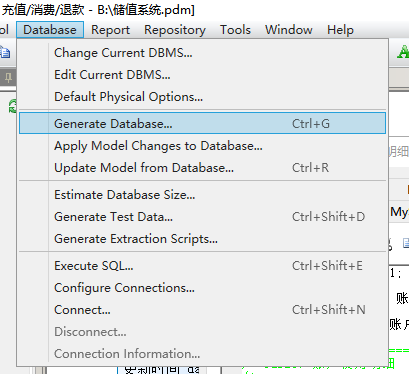 充值/消费/退款 - B:\储值系统.pdm]
ol Database Report Repository Tools Window Help
Change Current DBMS...
Edit Current DBMS...
Default Physical Options...
Generate Database... Ctrl+G
Apply Model Changes to Database...
明细
Update Model from Database... Ctrl+R
Estimate Database Size...
Generate Test Data... Ctrl+Shift+D
My
Generate Extraction Scripts...
Execute SQL... Ctrl+Shift+E
1;
Configure Connections...
账
Connect... Ctrl+Shift+N
账户
Disconnect...
Connection Information...
更新时间 da